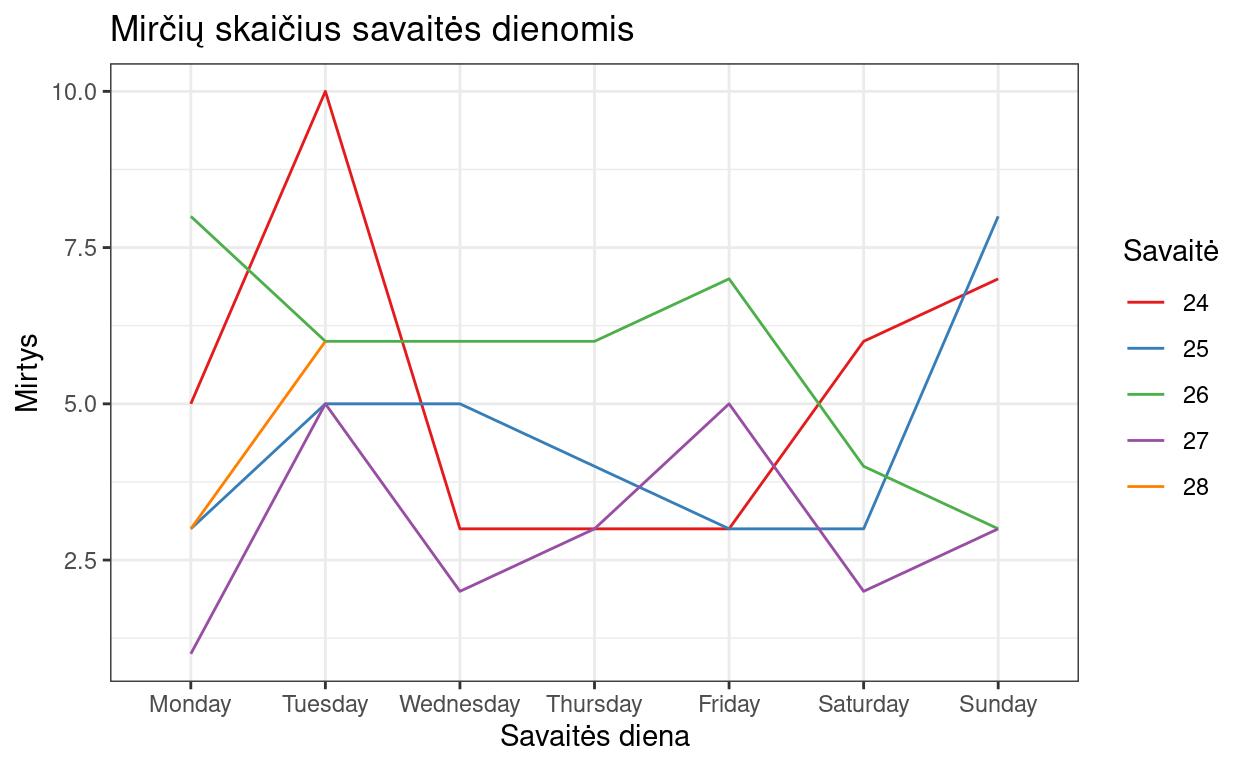 Mirčių skaičius savaitės dienomis
10.0
7.5
5.0
2.5
Mirtys
Monday Tuesday Wednesday Thursday Friday Saturday Sunday
Savaitės diena
Savaitė
24
25
26
27
28